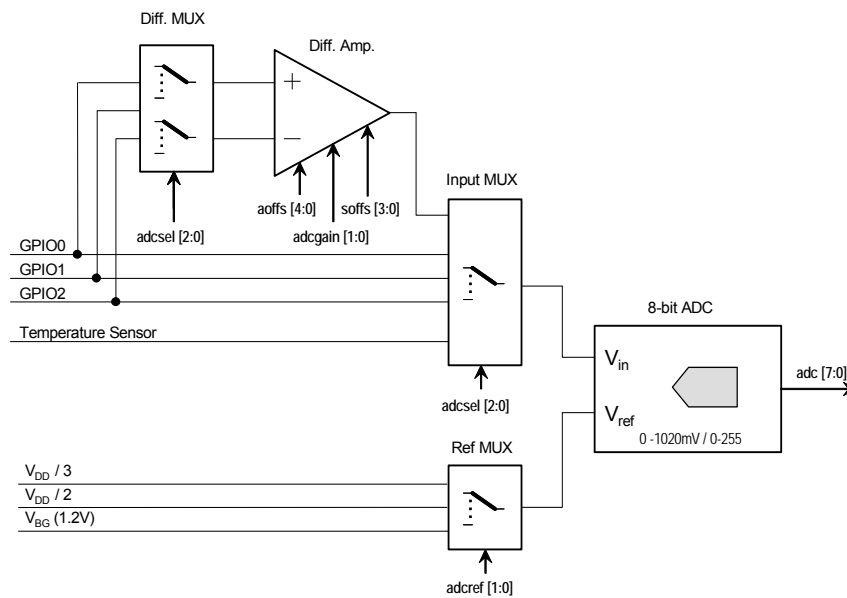 Diff. MUX
Diff. Amp.
+
−
aoffs [4:0]
soffs [3:0]
adcgain [1:0]
adcsel [2:0]
Input MUX
GPIO0
GPIO1
GPIO2
Temperature Sensor
adcsel [2:0]
8-bit ADC
Vin
Vref
0 -1020mV / 0-255
adc [7:0]
Ref MUX
VDD / 3
VDD / 2
VBG (1.2V)
adcref [1:0]